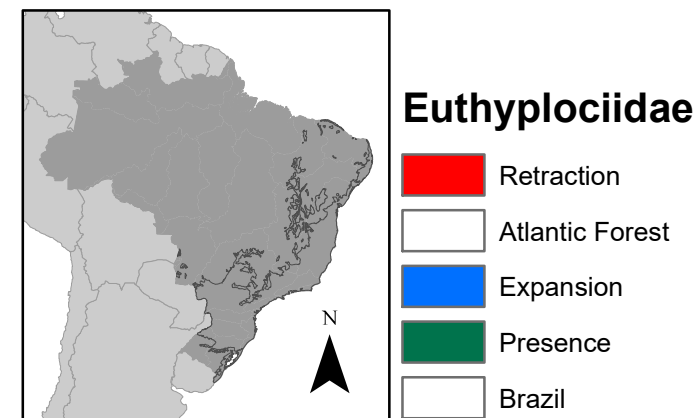 Euthyplociidae
Retraction
Atlantic Forest
Expansion
Presence
Brazil
N